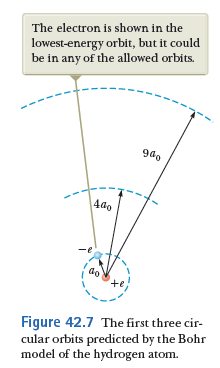 The electron is shown in the
lowest-energy orbit, but it could
be in any of the allowed orbits.
9a₀
4a₀
−e
a₀
+e
Figure 42.7 The first three cir-
cular orbits predicted by the Bohr
model of the hydrogen atom.